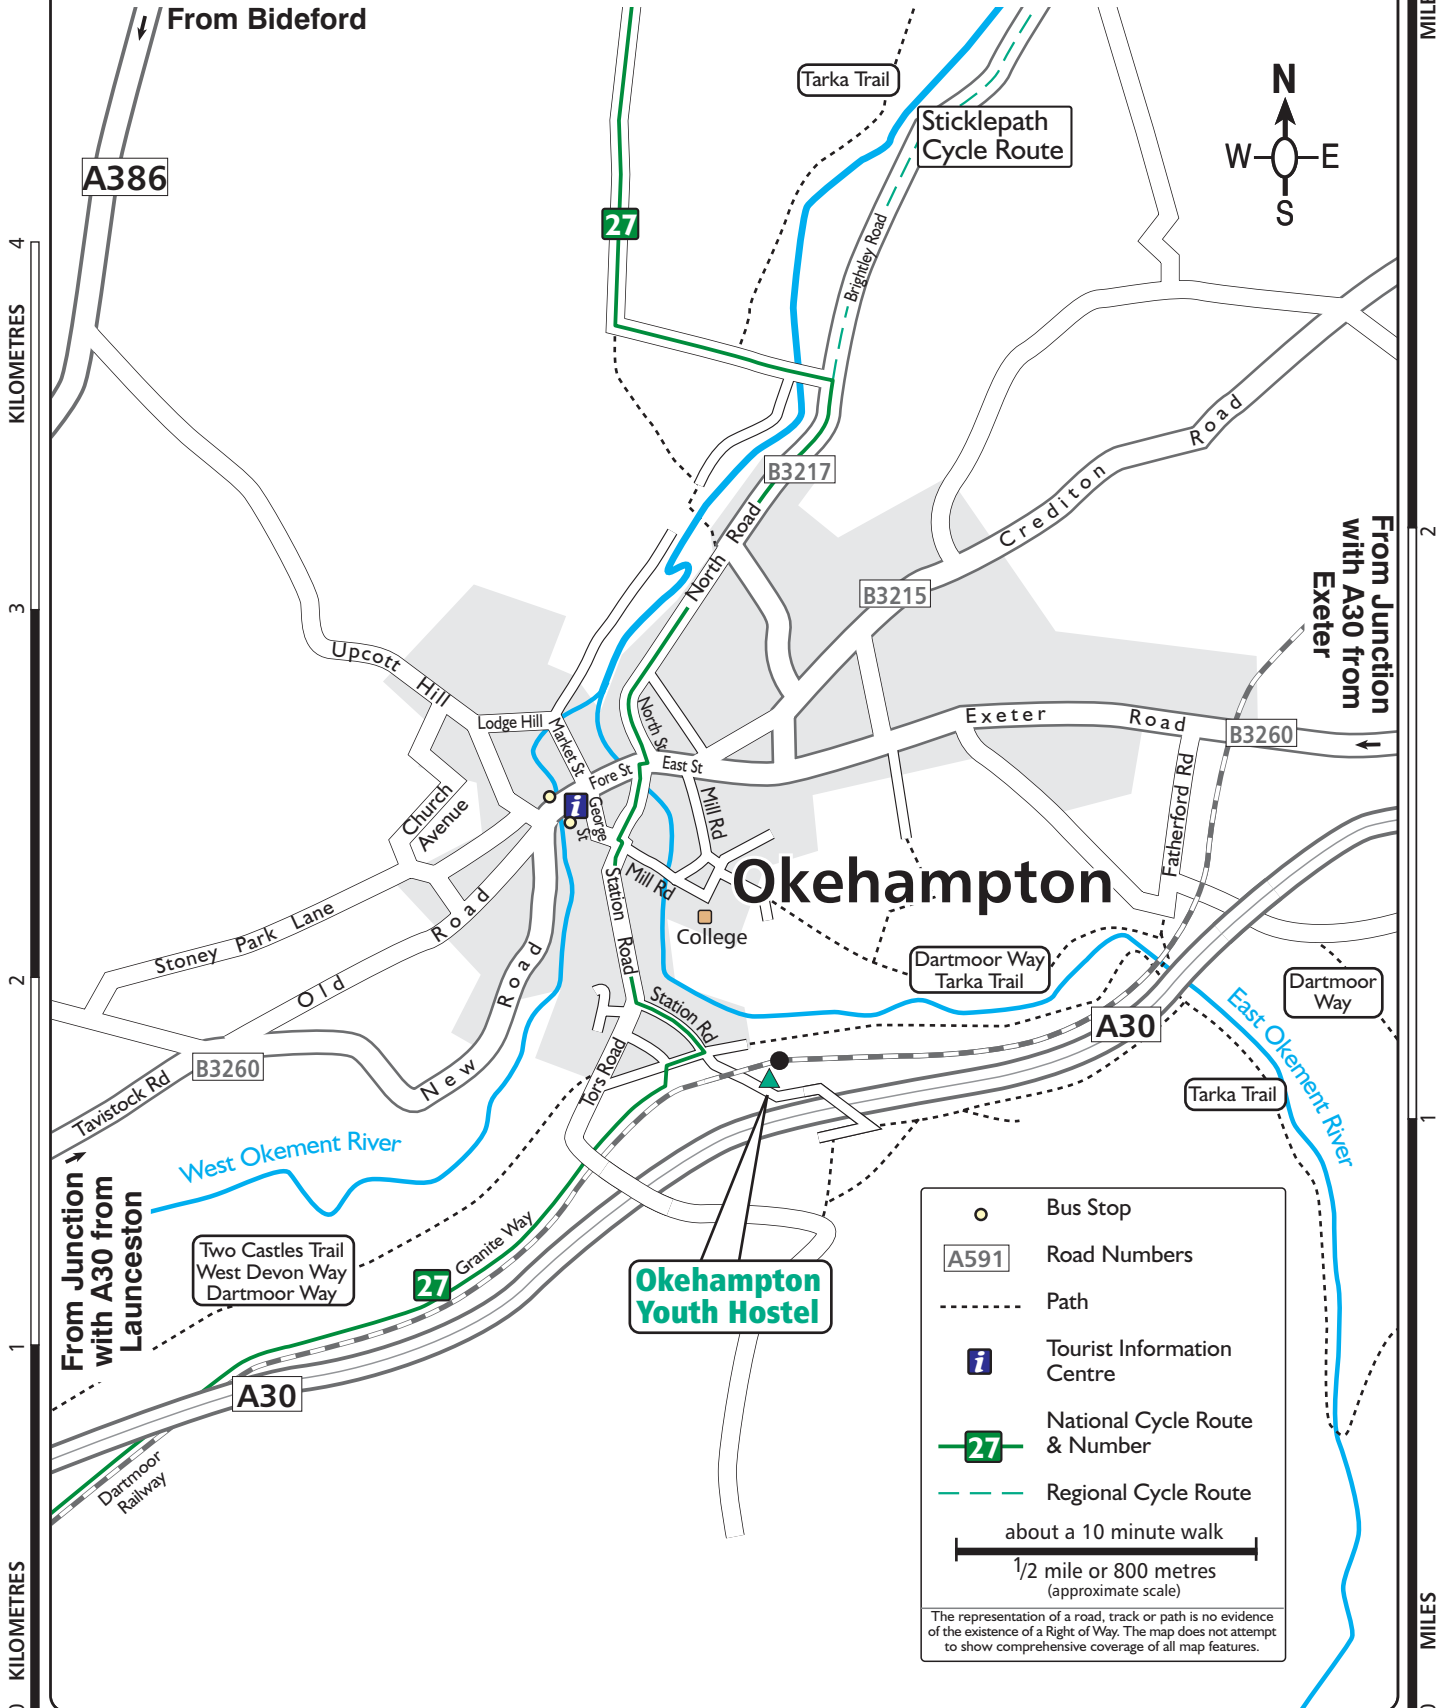 From Bideford
MILE
Tarka Trail
N
W
E
S
Sticklepath
Cycle Route
A386
27
Brightley Road
4
KILOMETRES
Road
B3217
Crediton
North Road
From Junction
with A30 from
Exeter
2
B3215
3
Upcott Hill
Lodge Hill
Market St
North St
Exeter Road
B3260
Fore St
East St
i
George St
Mill Rd
Church
Avenue
Fatherford Rd
Okehampton
Mill Rd
Station Road
Stoney Park Lane
Old Road
College
New Road
Dartmoor Way
Tarka Trail
2
Dartmoor
Way
Station Rd
A30
East Okement River
B3260
Tors Road
Tavistock Rd
Tarka Trail
1
West Okement River
From Junction
with A30 from
Launceston
Two Castles Trail
West Devon Way
Dartmoor Way
Granite Way
27
Okehampton
Youth Hostel
1
A30
Dartmoor
Railway
Bus Stop
A591
Road Numbers
Path
i
Tourist Information
Centre
27
National Cycle Route
& Number
Regional Cycle Route
about a 10 minute walk
1/2 mile or 800 metres
(approximate scale)
The representation of a road, track or path is no evidence
of the existence of a Right of Way. The map does not attempt
to show comprehensive coverage of all map features.
KILOMETRES
MILES